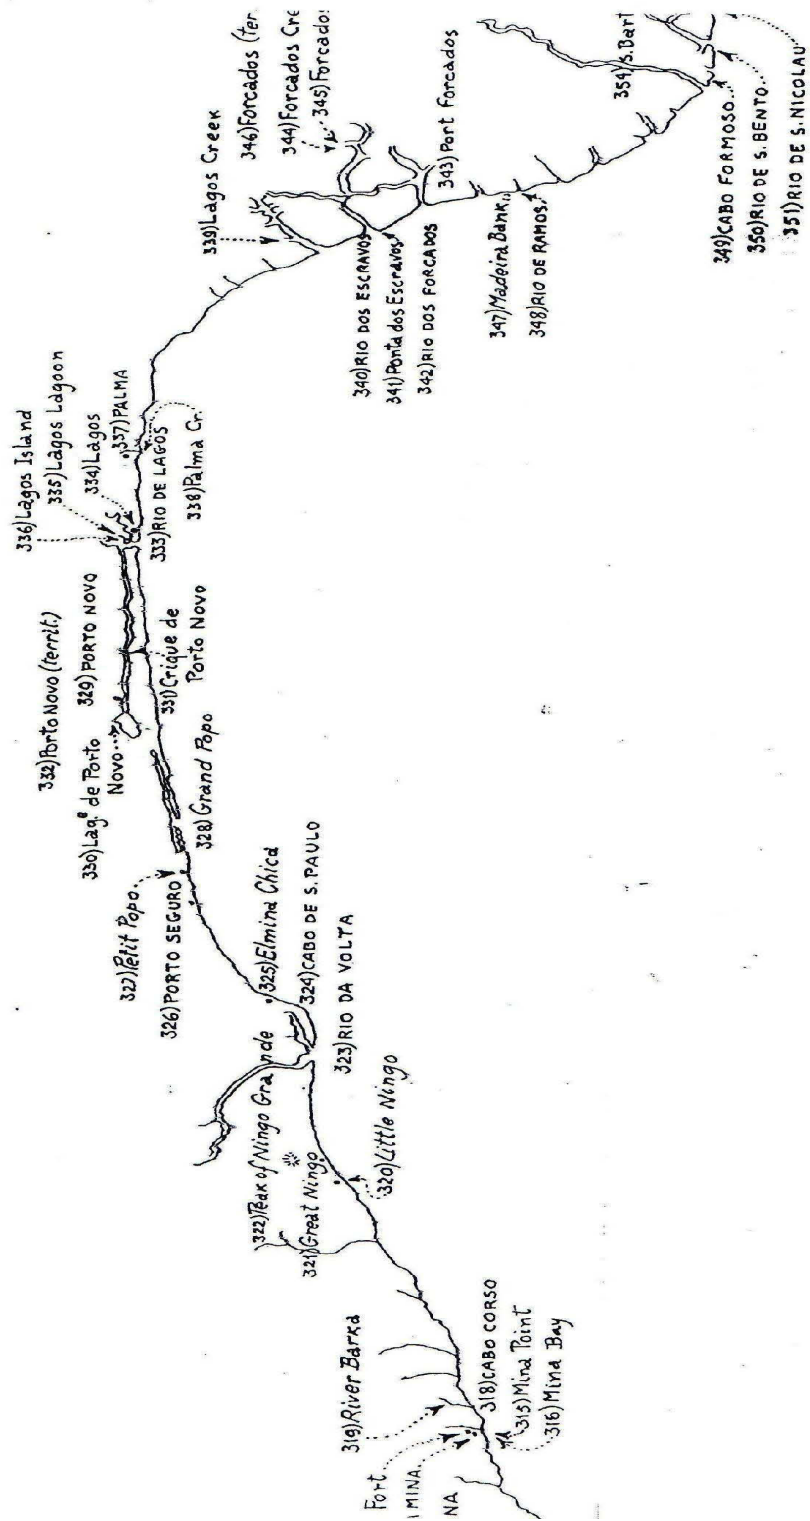 Fort
IMINA
NA
319)River Barka
318)CABO CORSO
315)Mina Point
316)Mina Bay
322)Peak of Ningo Grande
321)Great Ningo
320)Little Ningo
323)RIO DA VOLTA
324)CABO DE S. PAULO
325)Elmina Chica
327)Petit Popo
326)PORTO SEGURO
328)Grand Popo
332)Porto Novo (territ.)
330)Lag.e de Porto
Novo
329)PORTO NOVO
331)Crique de
Porto Novo
336)Lagos Island
335)Lagos Lagoon
334)Lagos
337)PALMA
333)RIO DE LAGOS
338)Palma Cr.
339)Lagos Creek
346)Forcados (ter.
344)Forcados Cre
345)Forcados
340)RIO DOS ESCRAVOS
341)Ponta dos Escravos
342)RIO DOS FORCADOS
343)Port Forcados
347)Madeira Bank
348)RIO DE RAMOS
354)S.Bart
349)CABO FORMOSO
350)RIO DE S. BENTO
351)RIO DE S. NICOLAU